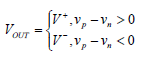 V_OUT = { V⁺, v_p − v_n > 0
V⁻, v_p − v_n < 0